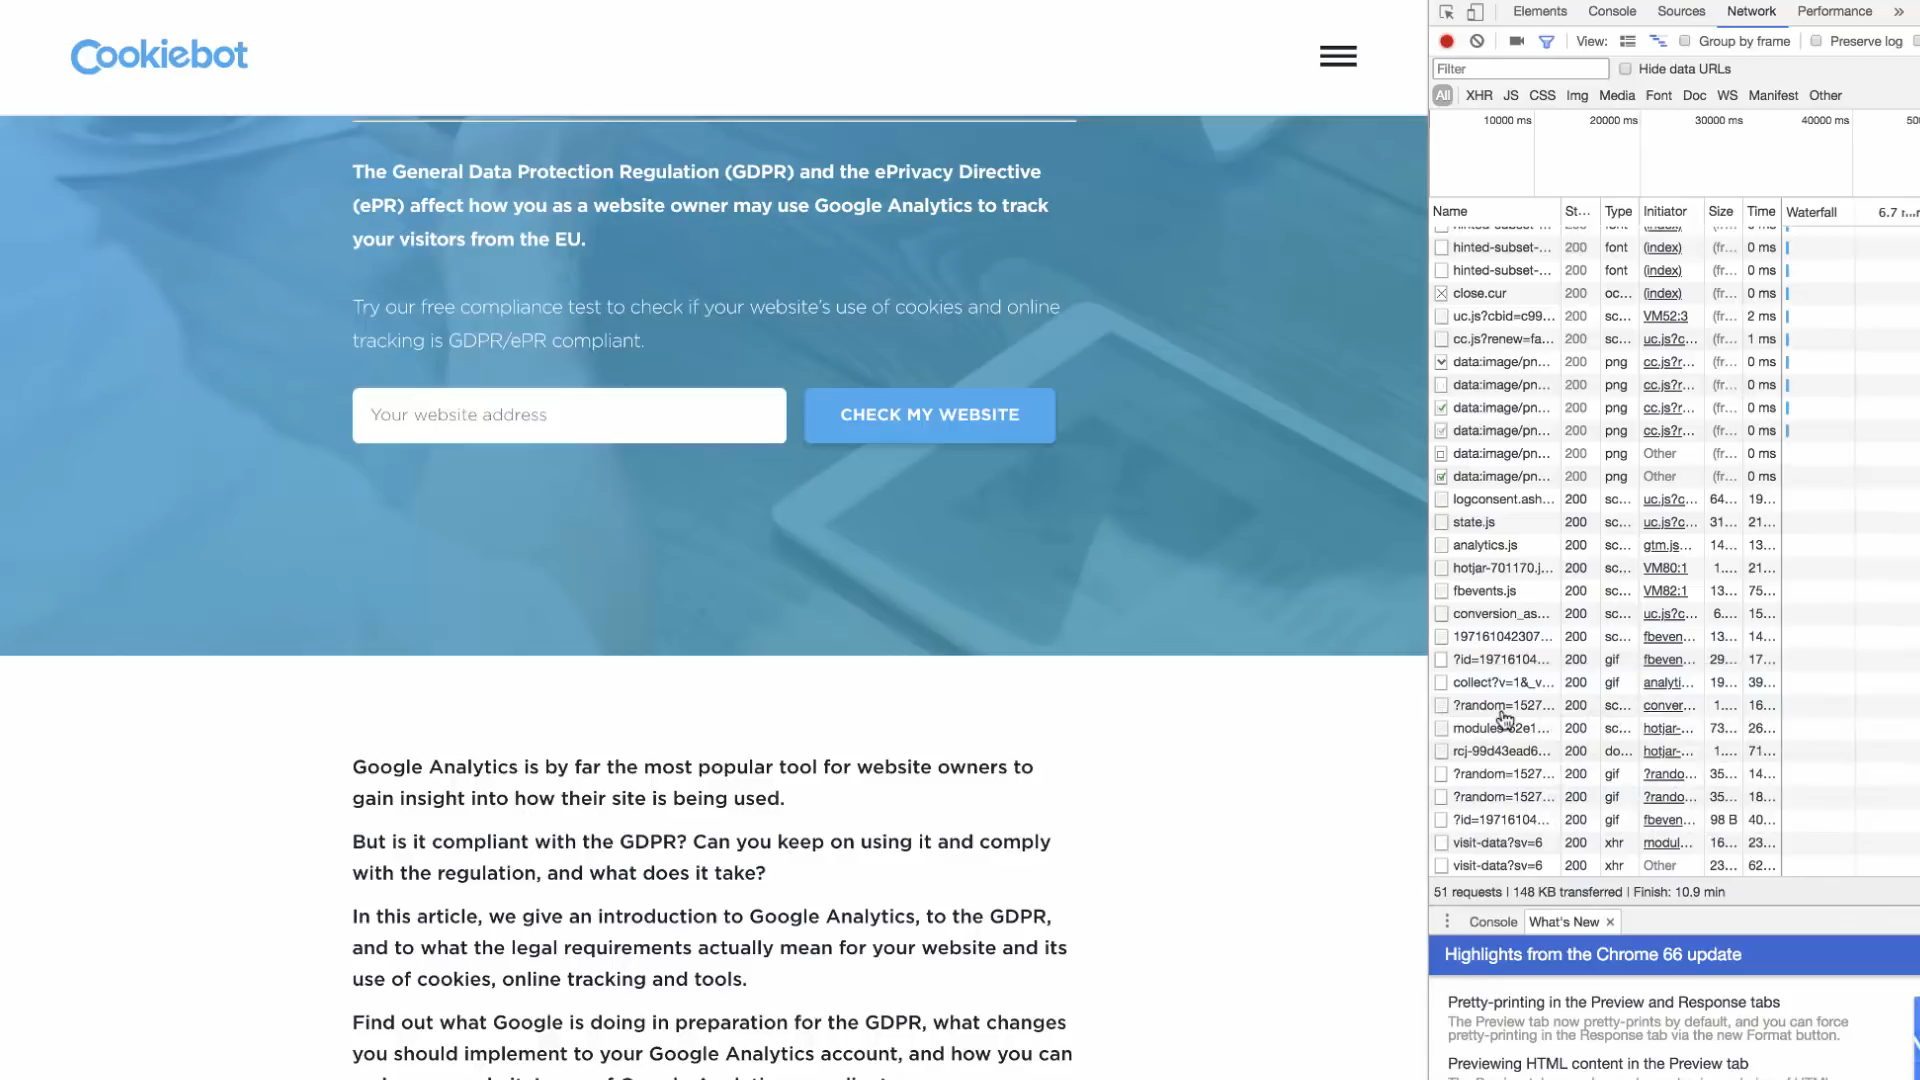 Cookiebot
The General Data Protection Regulation (GDPR) and the ePrivacy Directive
(ePR) affect how you as a website owner may use Google Analytics to track
your visitors from the EU.
Try our free compliance test to check if your website's use of cookies and online
tracking is GDPR/ePR compliant.
Your website address
CHECK MY WEBSITE
Google Analytics is by far the most popular tool for website owners to
gain insight into how their site is being used.
But is it compliant with the GDPR? Can you keep on using it and comply
with the regulation, and what does it take?
In this article, we give an introduction to Google Analytics, to the GDPR,
and to what the legal requirements actually mean for your website and its
use of cookies, online tracking and tools.
Find out what Google is doing in preparation for the GDPR, what changes
you should implement to your Google Analytics account, and how you can
Elements Console Sources Network Performance »
View: Group by frame Preserve log
Filter Hide data URLs
All XHR JS CSS Img Media Font Doc WS Manifest Other
10000 ms 20000 ms 30000 ms 40000 ms
Name St... Type Initiator Size Time Waterfall
hinted-subset-... 200 font (index) (fr... 0 ms
hinted-subset-... 200 font (index) (fr... 0 ms
close.cur 200 oc... (index) (fr... 0 ms
uc.js?cbid=c99... 200 sc... VM52:3 (fr... 2 ms
cc.js?renew=fa... 200 sc... uc.js?c... (fr... 1 ms
data:image/pn... 200 png cc.js?r... (fr... 0 ms
data:image/pn... 200 png cc.js?r... (fr... 0 ms
data:image/pn... 200 png cc.js?r... (fr... 0 ms
data:image/pn... 200 png cc.js?r... (fr... 0 ms
data:image/pn... 200 png Other (fr... 0 ms
data:image/pn... 200 png Other (fr... 0 ms
logconsent.ash... 200 sc... uc.js?c... 64... 19...
state.js 200 sc... uc.js?c... 31... 21...
analytics.js 200 sc... gtm.js... 14... 13...
hotjar-701170.j... 200 sc... VM80:1 1.... 21...
fbevents.js 200 sc... VM82:1 13... 75...
conversion_as... 200 sc... uc.js?c... 6.... 15...
197161042307... 200 sc... fbeven... 13... 14...
?id=19716104... 200 gif fbeven... 29... 17...
collect?v=1&_v... 200 gif analyti... 19... 39...
?random=1527... 200 sc... conver... 1.... 16...
200 sc... hotjar-... 73... 26...
rcj-99d43ead6... 200 do... hotjar-... 1.... 71...
?random=1527... 200 gif ?rando... 35... 14...
?random=1527... 200 gif ?rando... 35... 18...
?id=19716104... 200 gif fbeven... 98 B 40...
visit-data?sv=6 200 xhr modul... 16... 23...
visit-data?sv=6 200 xhr Other 23... 62...
51 requests | 148 KB transferred | Finish: 10.9 min
Console What's New ×
Highlights from the Chrome 66 update
Pretty-printing in the Preview and Response tabs
The Preview tab now pretty-prints by default, and you can force
pretty-printing in the Response tab via the new Format button.
Previewing HTML content in the Preview tab